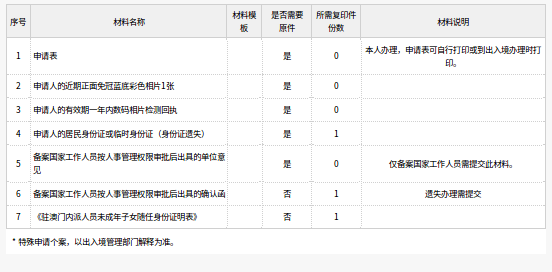 序号 材料名称 材料模板 是否需要原件 所需复印件份数 材料说明
1 申请表 是 0 本人办理，申请表可自行打印或到出入境办理时打印。
2 申请人的近期正面免冠蓝底彩色相片1张 是 0
3 申请人的有效期一年内数码相片检测回执 是 0
4 申请人的居民身份证或临时身份证（身份证遗失） 是 1
5 备案国家工作人员按人事管理权限审批后出具的单位意见 是 0 仅备案国家工作人员需提交此材料。
6 备案国家工作人员按人事管理权限审批后出具的确认函 否 1 遗失办理需提交
7 《驻澳门内派人员未成年子女随任身份证明表》 否 1
* 特殊申请个案，以出入境管理部门解释为准。